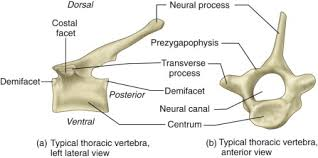 Dorsal
Costal
facet
Neural process
Prezygapophysis
Transverse
process
Demifacet
Posterior
Demifacet
Neural canal
Ventral
Centrum
(a) Typical thoracic vertebra,
left lateral view
(b) Typical thoracic vertebra,
anterior view